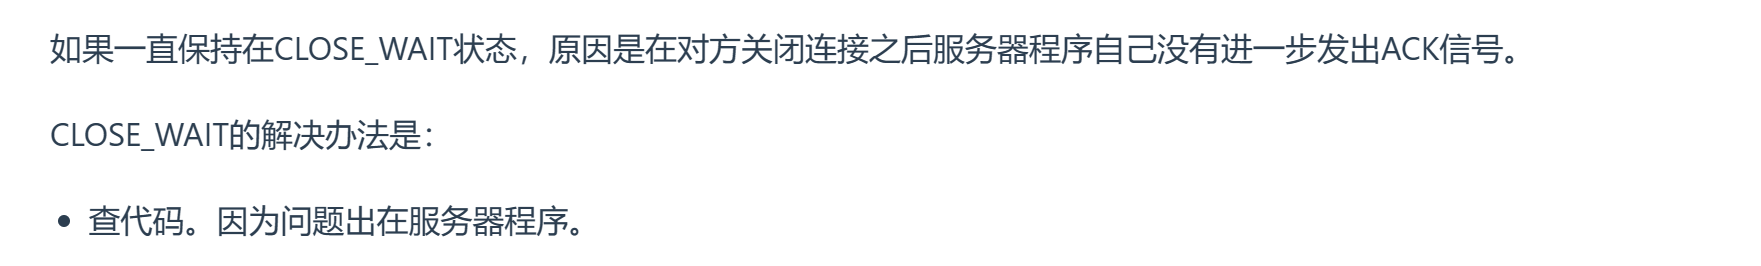 如果一直保持在CLOSE_WAIT状态，原因是在对方关闭连接之后服务器程序自己没有进一步发出ACK信号。
CLOSE_WAIT的解决办法是：
• 查代码。因为问题出在服务器程序。